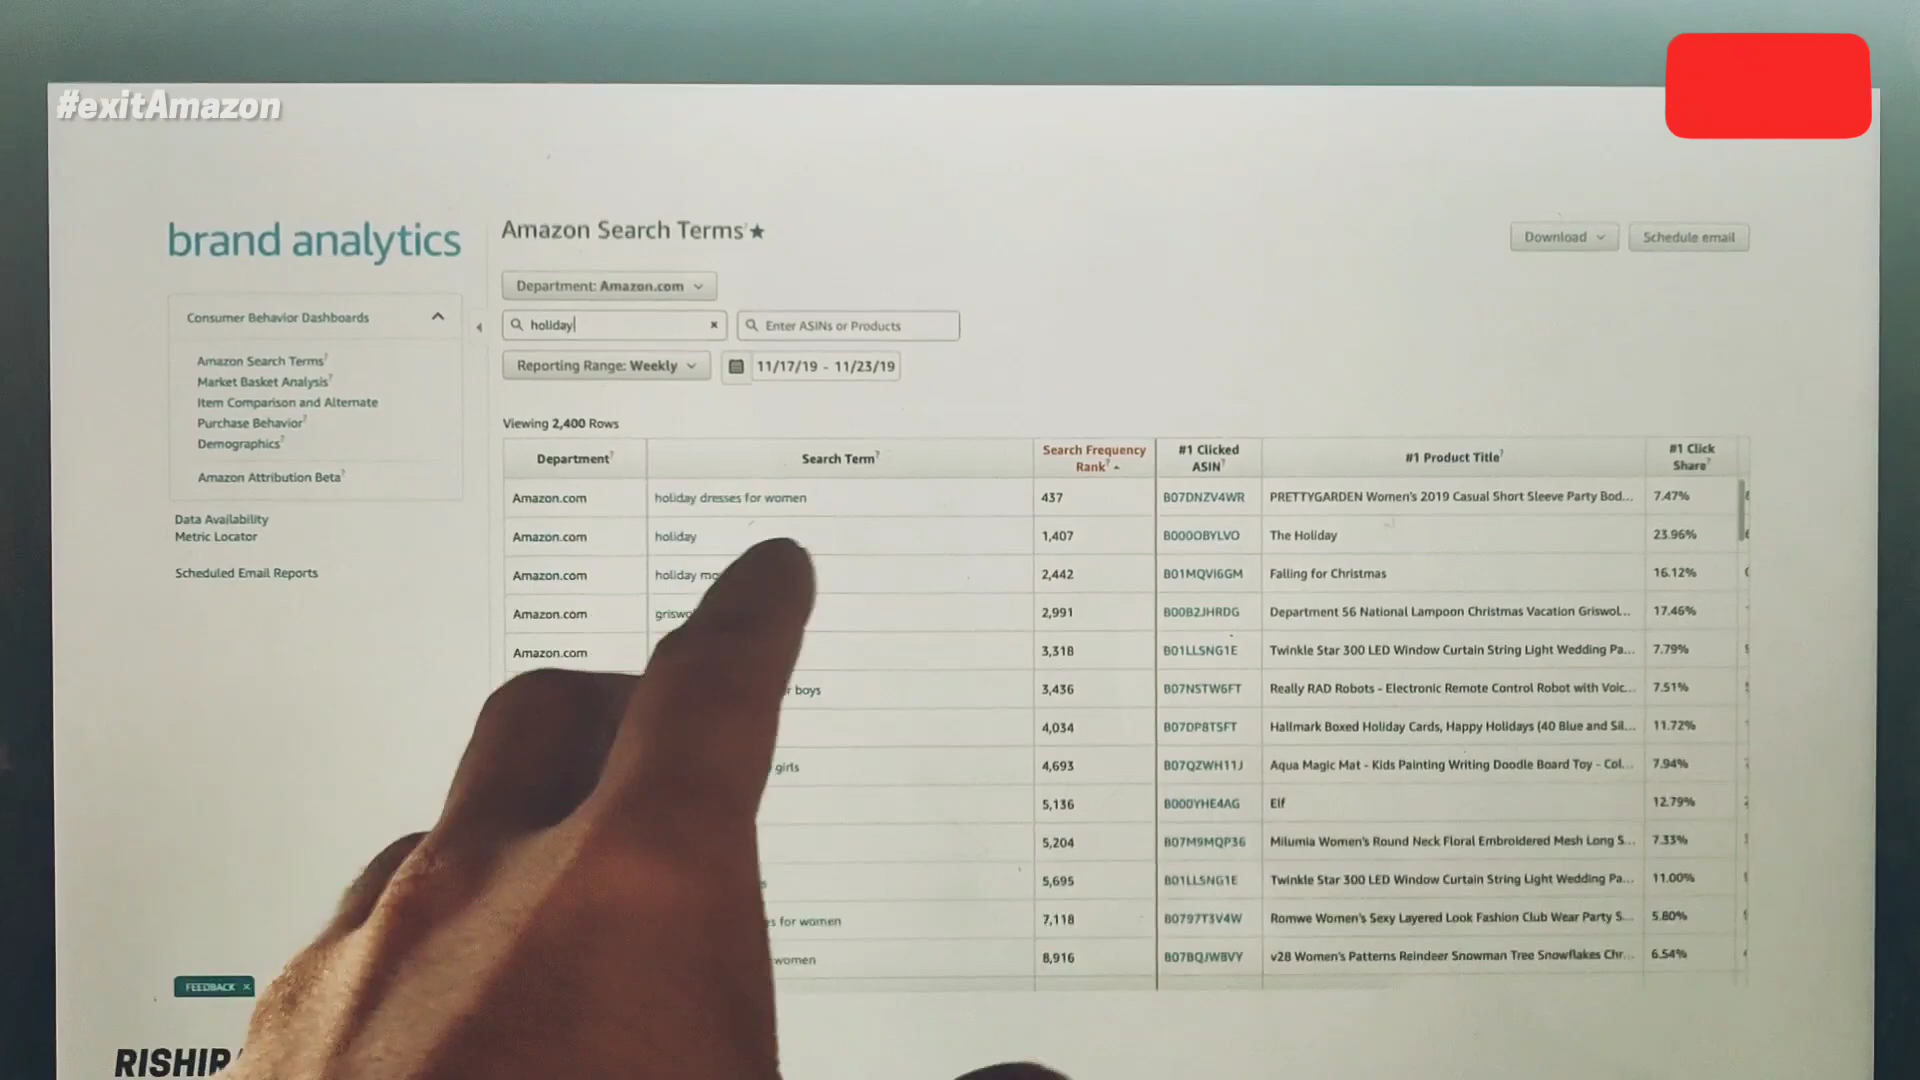 #exitAmazon
brand analytics
Amazon Search Terms ★
Download
Schedule email
Department: Amazon.com
holiday
Enter ASINs or Products
Reporting Range: Weekly
11/17/19 - 11/23/19
Consumer Behavior Dashboards
Amazon Search Terms?
Market Basket Analysis?
Item Comparison and Alternate
Purchase Behavior?
Demographics?
Amazon Attribution Beta?
Data Availability
Metric Locator
Scheduled Email Reports
Viewing 2,400 Rows
Department? Search Term? Search Frequency Rank? #1 Clicked ASIN? #1 Product Title? #1 Click Share?
Amazon.com holiday dresses for women 437 B07DNZV4WR PRETTYGARDEN Women's 2019 Casual Short Sleeve Party Bod... 7.47%
Amazon.com holiday 1,407 B000OBYLVO The Holiday 23.96%
Amazon.com holiday 2,442 B01MQVI6GM Falling for Christmas 16.12%
Amazon.com 2,991 B00B2JHRDG Department 56 National Lampoon Christmas Vacation Griswol... 17.46%
Amazon.com 3,318 B01LLSNG1E Twinkle Star 300 LED Window Curtain String Light Wedding Pa... 7.79%
boys 3,436 B07NSTW6FT Really RAD Robots - Electronic Remote Control Robot with Voic... 7.51%
4,034 B07DP8TSFT Hallmark Boxed Holiday Cards, Happy Holidays (40 Blue and Sil... 11.72%
girls 4,693 B07QZWH11J Aqua Magic Mat - Kids Painting Writing Doodle Board Toy - Col... 7.94%
5,136 B000YHE4AG Elf 12.79%
5,204 B07M9MQP36 Milumia Women's Round Neck Floral Embroidered Mesh Long S... 7.33%
5,695 B01LLSNG1E Twinkle Star 300 LED Window Curtain String Light Wedding Pa... 11.00%
for women 7,118 B0797T3V4W Romwe Women's Sexy Layered Look Fashion Club Wear Party S... 5.80%
women 8,916 B07BQJWBVY v28 Women's Patterns Reindeer Snowman Tree Snowflakes Chr... 6.54%
FEEDBACK ×
RISHIR